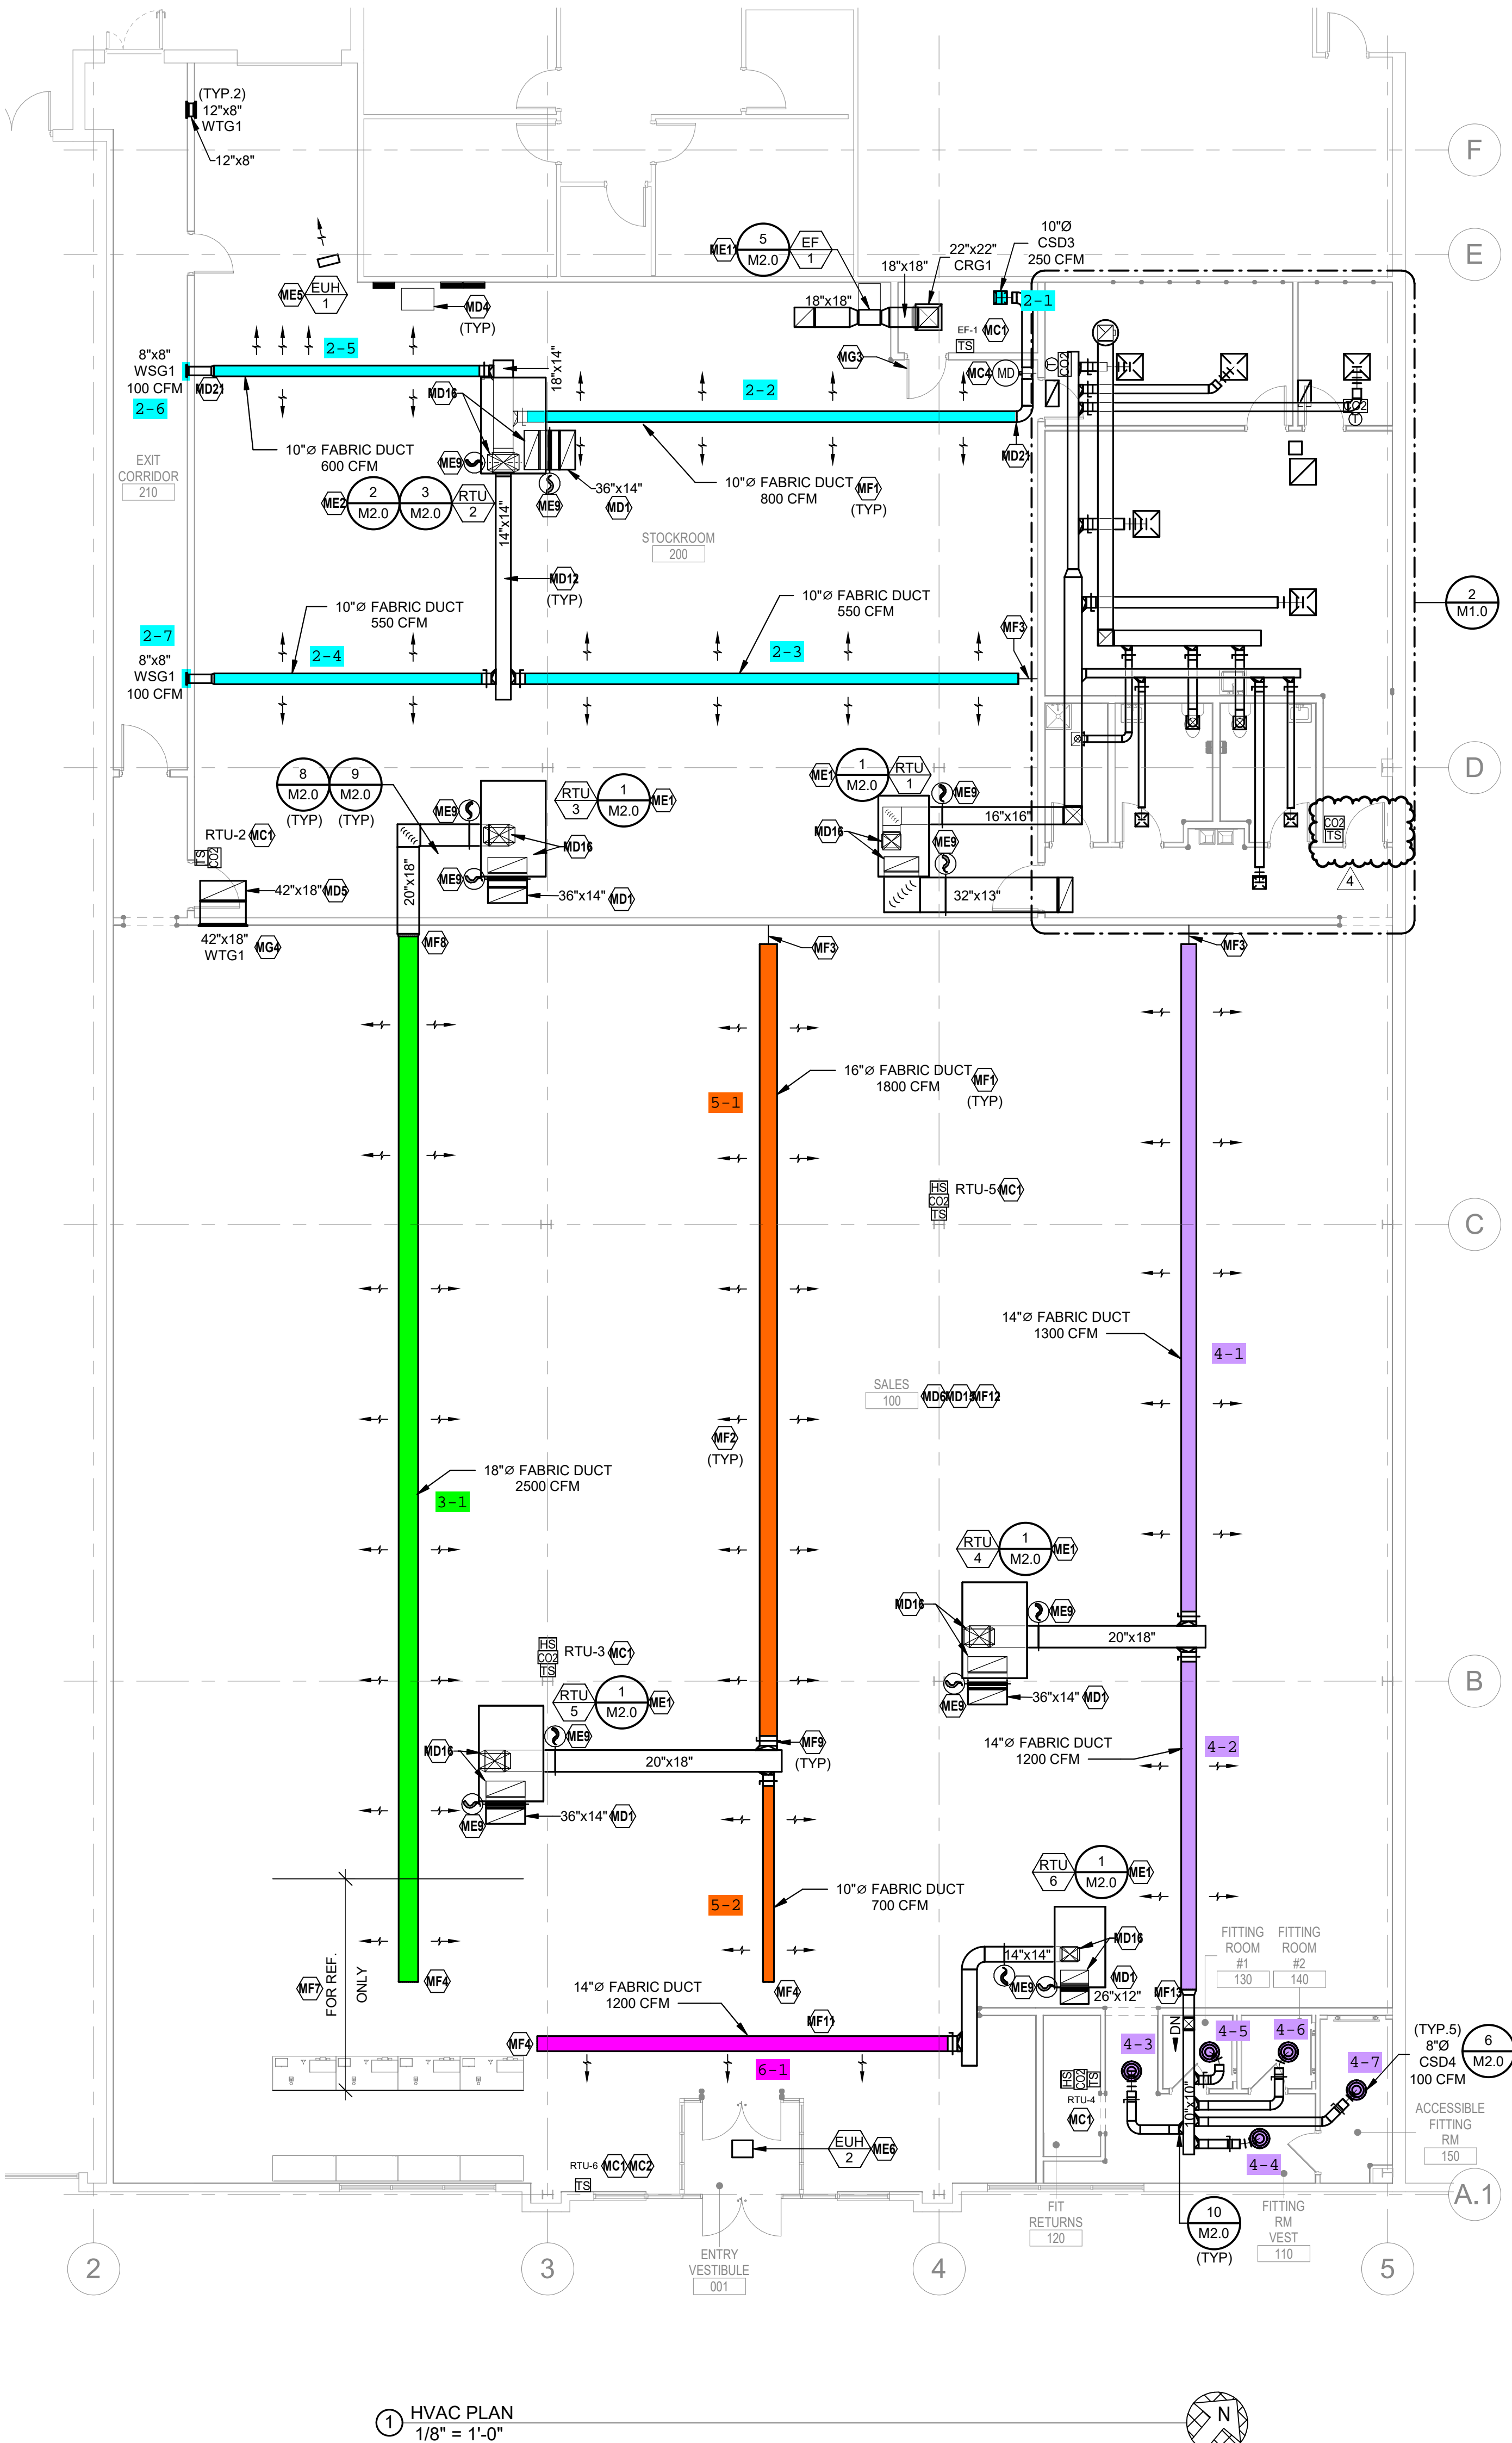 (TYP.2)
12"x8"
WTG1
12"x8"
F
E
ME11
5
M2.0
EF
1
18"x18"
22"x22"
CRG1
10"Ø
CSD3
250 CFM
2-1
18"x18"
EF-1
MC1
TS
MG3
MC4
MD
ME5
EUH
1
MD4
(TYP)
2-5
18"x14"
8"x8"
WSG1
100 CFM
MD21
2-6
MD16
2-2
T
CO2
CO2
T
10"Ø FABRIC DUCT
600 CFM
EXIT
CORRIDOR
210
ME9
36"x14"
MD1
ME9
ME2
2
M2.0
3
M2.0
RTU
2
14"x14"
10"Ø FABRIC DUCT
800 CFM
MF1
(TYP)
MD21
STOCKROOM
200
MD12
(TYP)
2
M1.0
10"Ø FABRIC DUCT
550 CFM
10"Ø FABRIC DUCT
550 CFM
MF3
2-7
8"x8"
WSG1
100 CFM
2-4
2-3
D
8
M2.0
(TYP)
9
M2.0
(TYP)
RTU
3
1
M2.0
ME1
ME1
1
M2.0
RTU
1
ME9
ME9
16"x16"
RTU-2
MC1
TS
CO2
MD16
MD16
ME9
ME9
20"x18"
CO2
TS
4
42"x18"
MD5
36"x14"
MD1
32"x13"
42"x18"
WTG1
MG4
MF8
MF3
MF3
16"Ø FABRIC DUCT
1800 CFM
MF1
(TYP)
5-1
HS
CO2
TS
RTU-5
MC1
C
14"Ø FABRIC DUCT
1300 CFM
4-1
SALES
100
MD6
MD15
MF12
MF2
(TYP)
18"Ø FABRIC DUCT
2500 CFM
3-1
RTU
4
1
M2.0
ME1
MD16
ME9
20"x18"
HS
CO2
TS
RTU-3
MC1
B
RTU
5
1
M2.0
ME1
ME9
36"x14"
MD1
ME9
MD16
MF9
(TYP)
20"x18"
14"Ø FABRIC DUCT
1200 CFM
4-2
ME9
36"x14"
MD1
RTU
6
1
M2.0
ME1
5-2
10"Ø FABRIC DUCT
700 CFM
MD16
FITTING
ROOM
#1
130
FITTING
ROOM
#2
140
14"x14"
MF7
FOR REF.
ONLY
MF4
MF4
ME9
MD1
26"x12"
MF13
14"Ø FABRIC DUCT
1200 CFM
MF11
MF4
6-1
DN
4-3
4-5
4-6
4-7
(TYP.5)
8"Ø
CSD4
100 CFM
6
M2.0
HS
CO2
TS
RTU-4
MC1
10"x10"
ACCESSIBLE
FITTING
RM
150
EUH
2
ME6
4-4
RTU-6
MC1
MC2
TS
A.1
FIT
RETURNS
120
10
M2.0
(TYP)
FITTING
RM
VEST
110
ENTRY
VESTIBULE
001
2
3
4
5
1
HVAC PLAN
1/8" = 1'-0"
N